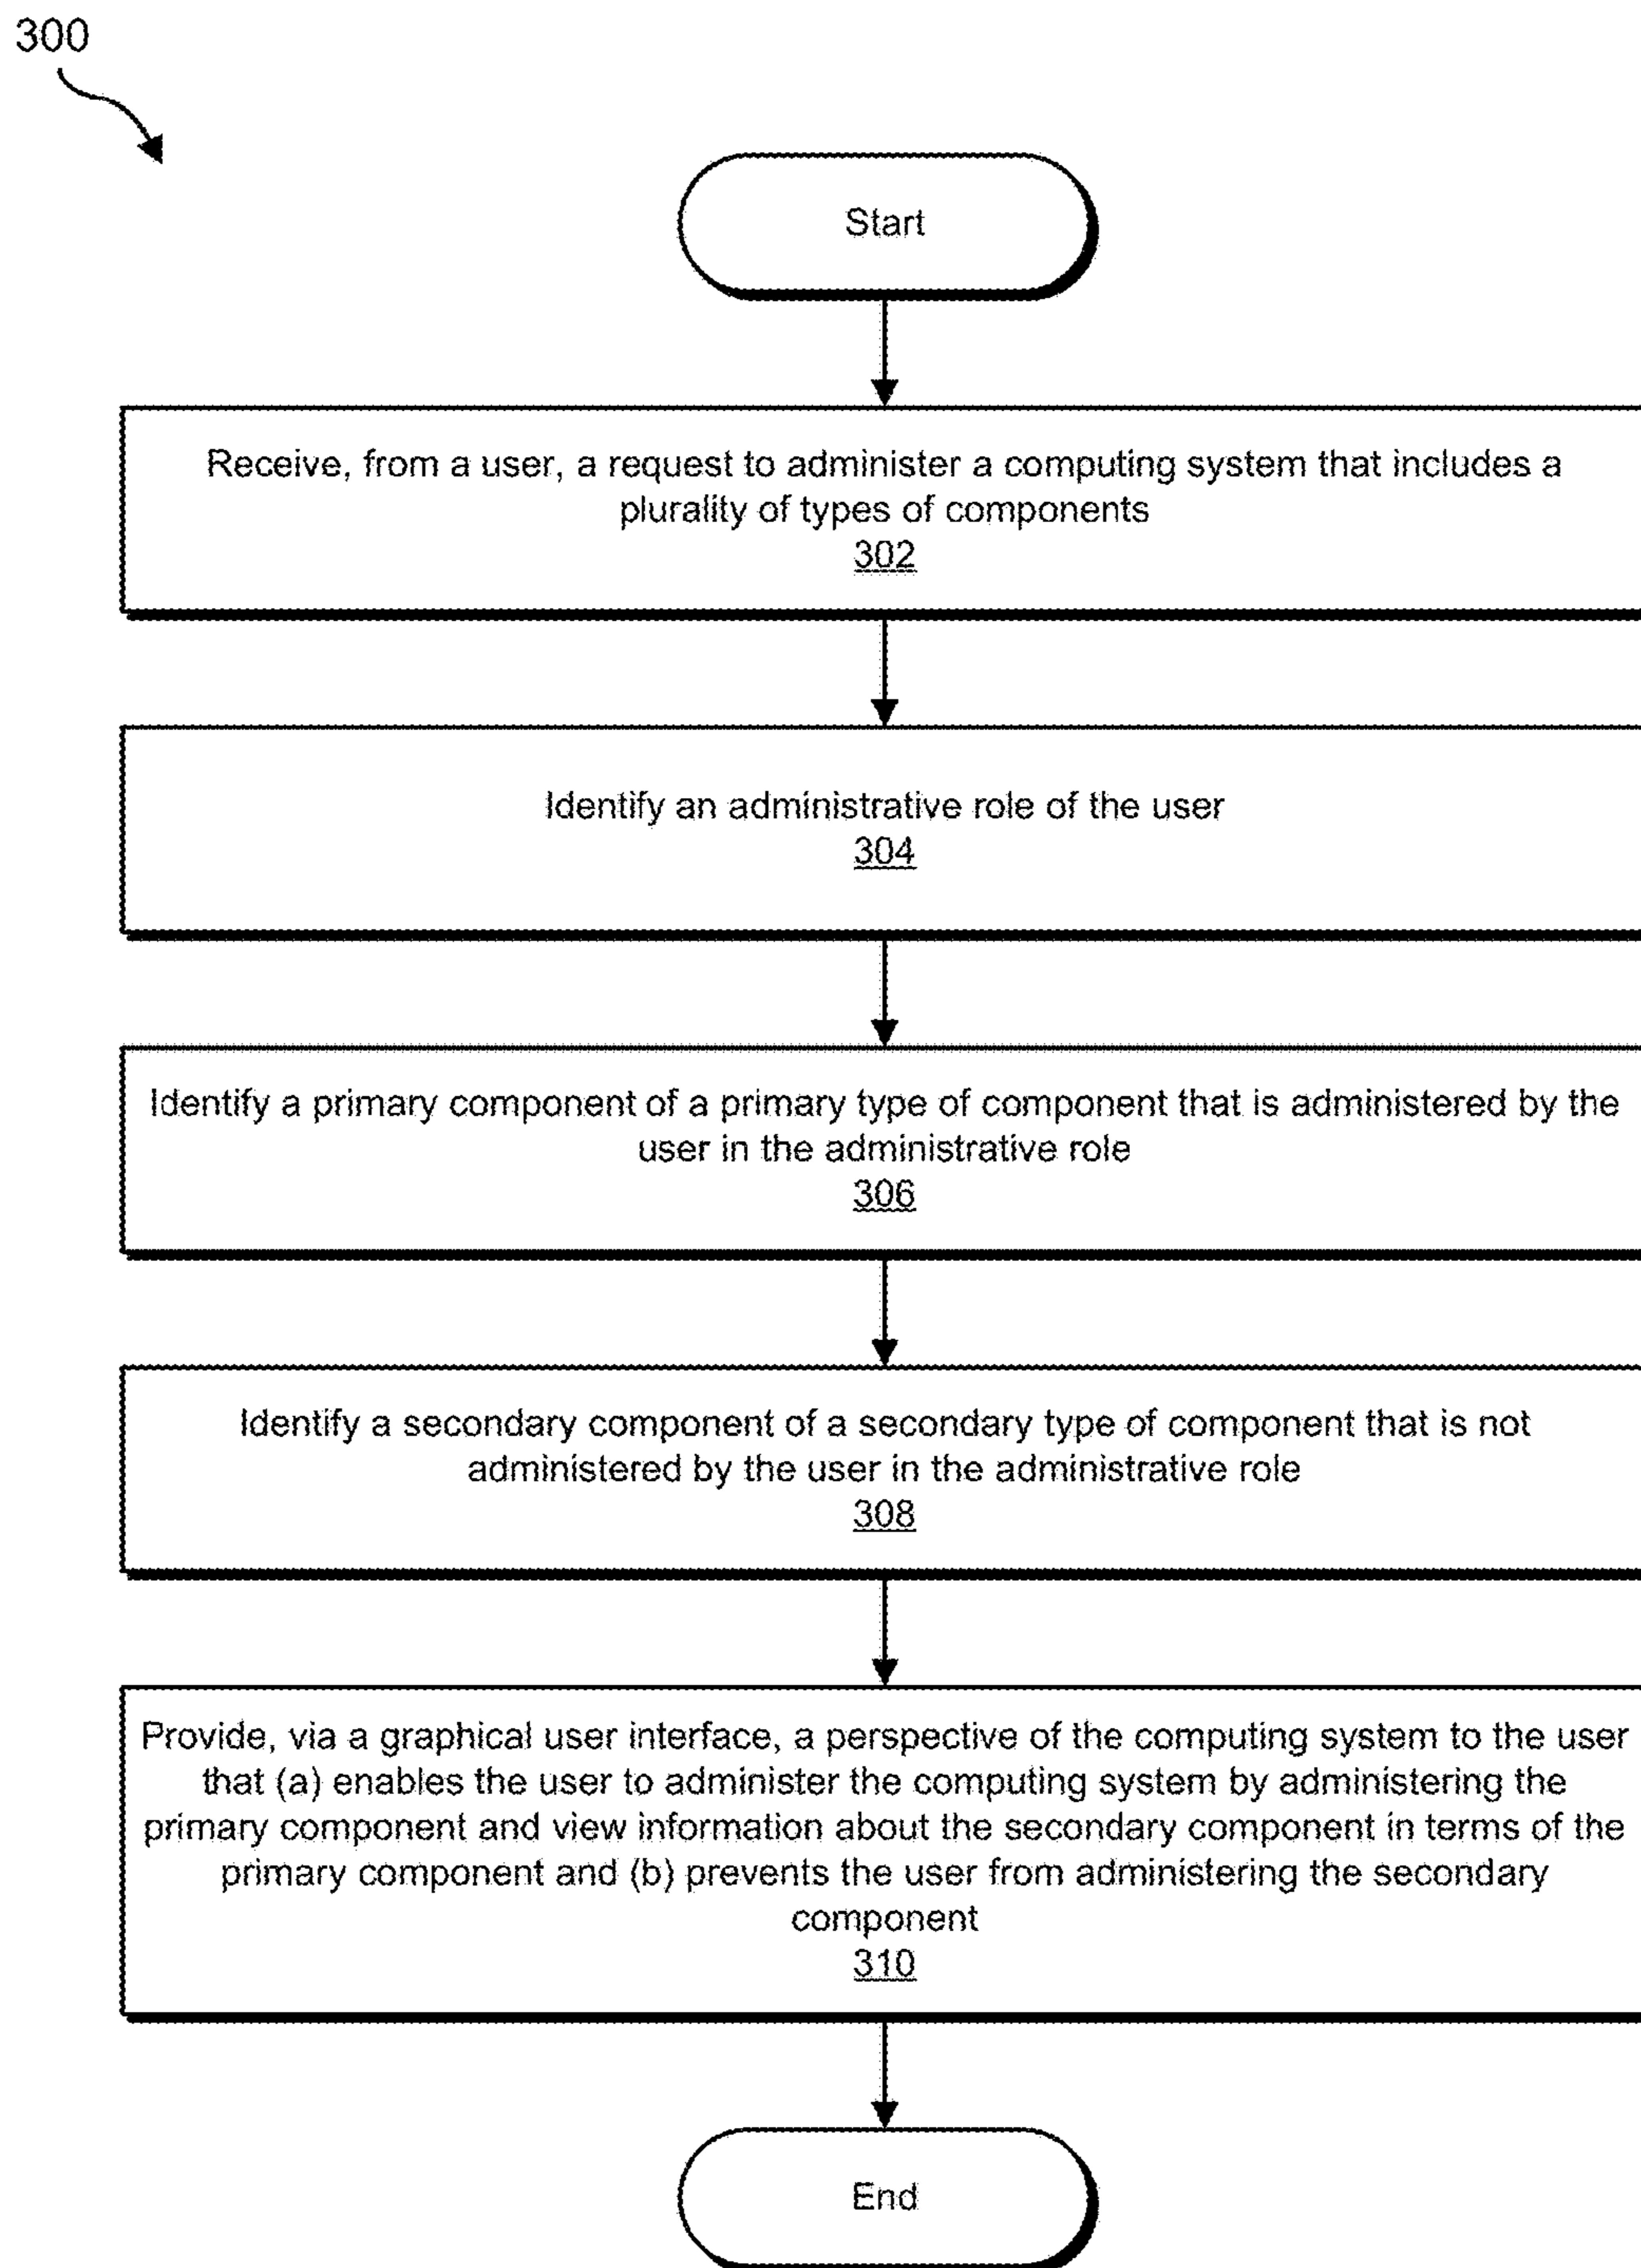 300
Start
Receive, from a user, a request to administer a computing system that includes a
plurality of types of components
302
Identify an administrative role of the user
304
Identify a primary component of a primary type of component that is administered by the
user in the administrative role
306
Identify a secondary component of a secondary type of component that is not
administered by the user in the administrative role
308
Provide, via a graphical user interface, a perspective of the computing system to the user
that (a) enables the user to administer the computing system by administering the
primary component and view information about the secondary component in terms of the
primary component and (b) prevents the user from administering the secondary
component
310
End